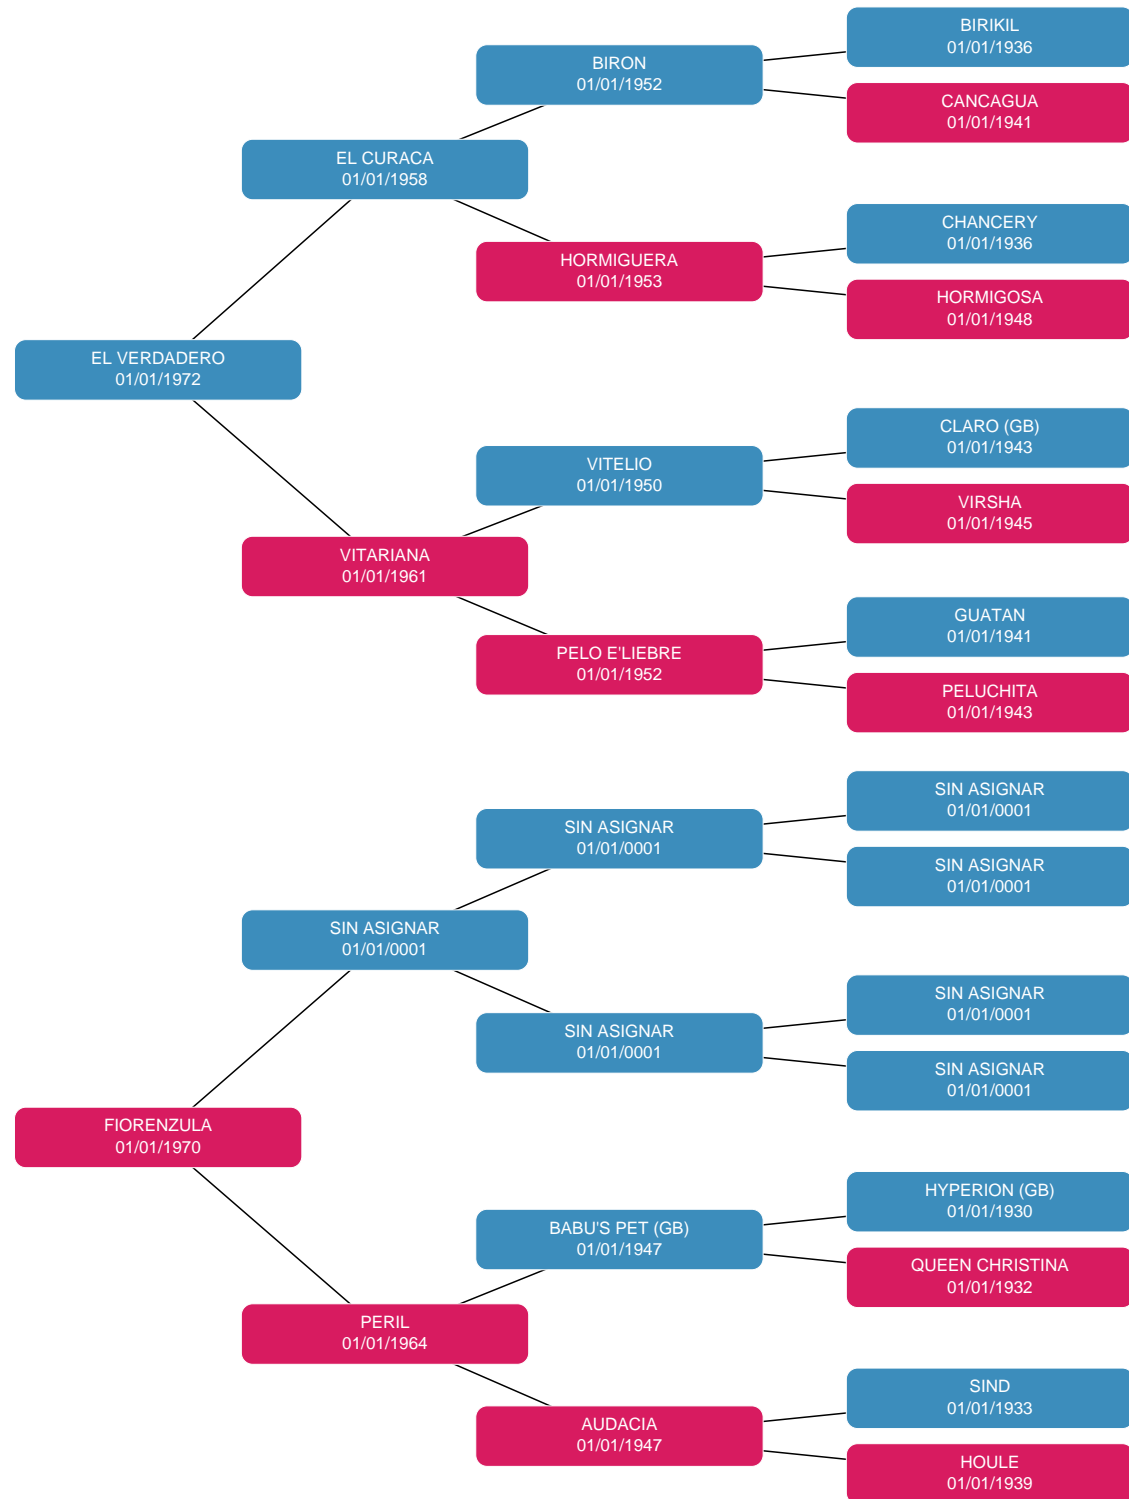 BIRIKIL
01/01/1936
BIRON
01/01/1952
CANCAGUA
01/01/1941
EL CURACA
01/01/1958
CHANCERY
01/01/1936
HORMIGUERA
01/01/1953
HORMIGOSA
01/01/1948
EL VERDADERO
01/01/1972
CLARO (GB)
01/01/1943
VITELIO
01/01/1950
VIRSHA
01/01/1945
VITARIANA
01/01/1961
GUATAN
01/01/1941
PELO E'LIEBRE
01/01/1952
PELUCHITA
01/01/1943
SIN ASIGNAR
01/01/0001
SIN ASIGNAR
01/01/0001
SIN ASIGNAR
01/01/0001
SIN ASIGNAR
01/01/0001
SIN ASIGNAR
01/01/0001
SIN ASIGNAR
01/01/0001
SIN ASIGNAR
01/01/0001
FIORENZULA
01/01/1970
HYPERION (GB)
01/01/1930
BABU'S PET (GB)
01/01/1947
QUEEN CHRISTINA
01/01/1932
PERIL
01/01/1964
SIND
01/01/1933
AUDACIA
01/01/1947
HOULE
01/01/1939